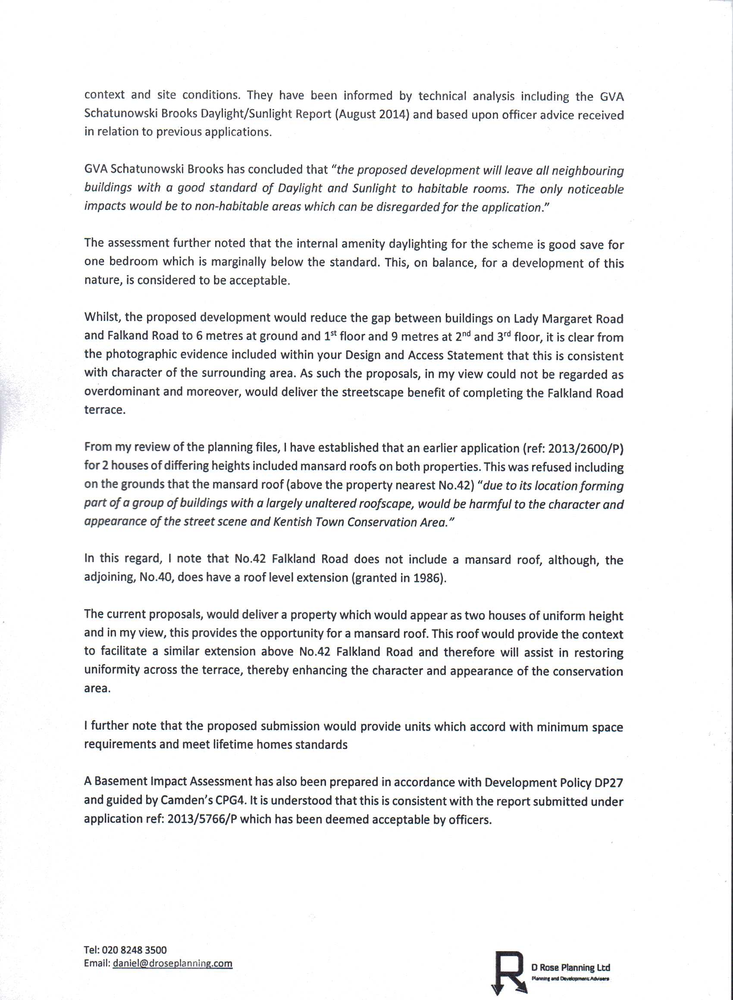 context and site conditions. They have been informed by technical analysis including the GVA
Schatunowski Brooks Daylight/Sunlight Report (August 2014) and based upon officer advice received
in relation to previous applications.
GVA Schatunowski Brooks has concluded that “the proposed development will leave all neighbouring
buildings with a good standard of Daylight and Sunlight to habitable rooms. The only noticeable
impacts would be to non-habitable areas which can be disregarded for the application.”
The assessment further noted that the internal amenity daylighting for the scheme is good save for
one bedroom which is marginally below the standard. This, on balance, for a development of this
nature, is considered to be acceptable.
Whilst, the proposed development would reduce the gap between buildings on Lady Margaret Road
and Falkand Road to 6 metres at ground and 1st floor and 9 metres at 2nd and 3rd floor, it is clear from
the photographic evidence included within your Design and Access Statement that this is consistent
with character of the surrounding area. As such the proposals, in my view could not be regarded as
overdominant and moreover, would deliver the streetscape benefit of completing the Falkland Road
terrace.
From my review of the planning files, I have established that an earlier application (ref: 2013/2600/P)
for 2 houses of differing heights included mansard roofs on both properties. This was refused including
on the grounds that the mansard roof (above the property nearest No.42) “due to its location forming
part of a group of buildings with a largely unaltered roofscape, would be harmful to the character and
appearance of the street scene and Kentish Town Conservation Area.”
In this regard, I note that No.42 Falkland Road does not include a mansard roof, although, the
adjoining, No.40, does have a roof level extension (granted in 1986).
The current proposals, would deliver a property which would appear as two houses of uniform height
and in my view, this provides the opportunity for a mansard roof. This roof would provide the context
to facilitate a similar extension above No.42 Falkland Road and therefore will assist in restoring
uniformity across the terrace, thereby enhancing the character and appearance of the conservation
area.
I further note that the proposed submission would provide units which accord with minimum space
requirements and meet lifetime homes standards
A Basement Impact Assessment has also been prepared in accordance with Development Policy DP27
and guided by Camden’s CPG4. It is understood that this is consistent with the report submitted under
application ref: 2013/5766/P which has been deemed acceptable by officers.
Tel: 020 8248 3500
Email: daniel@droseplanning.com
R
D Rose Planning Ltd
Planning and Development Advisers